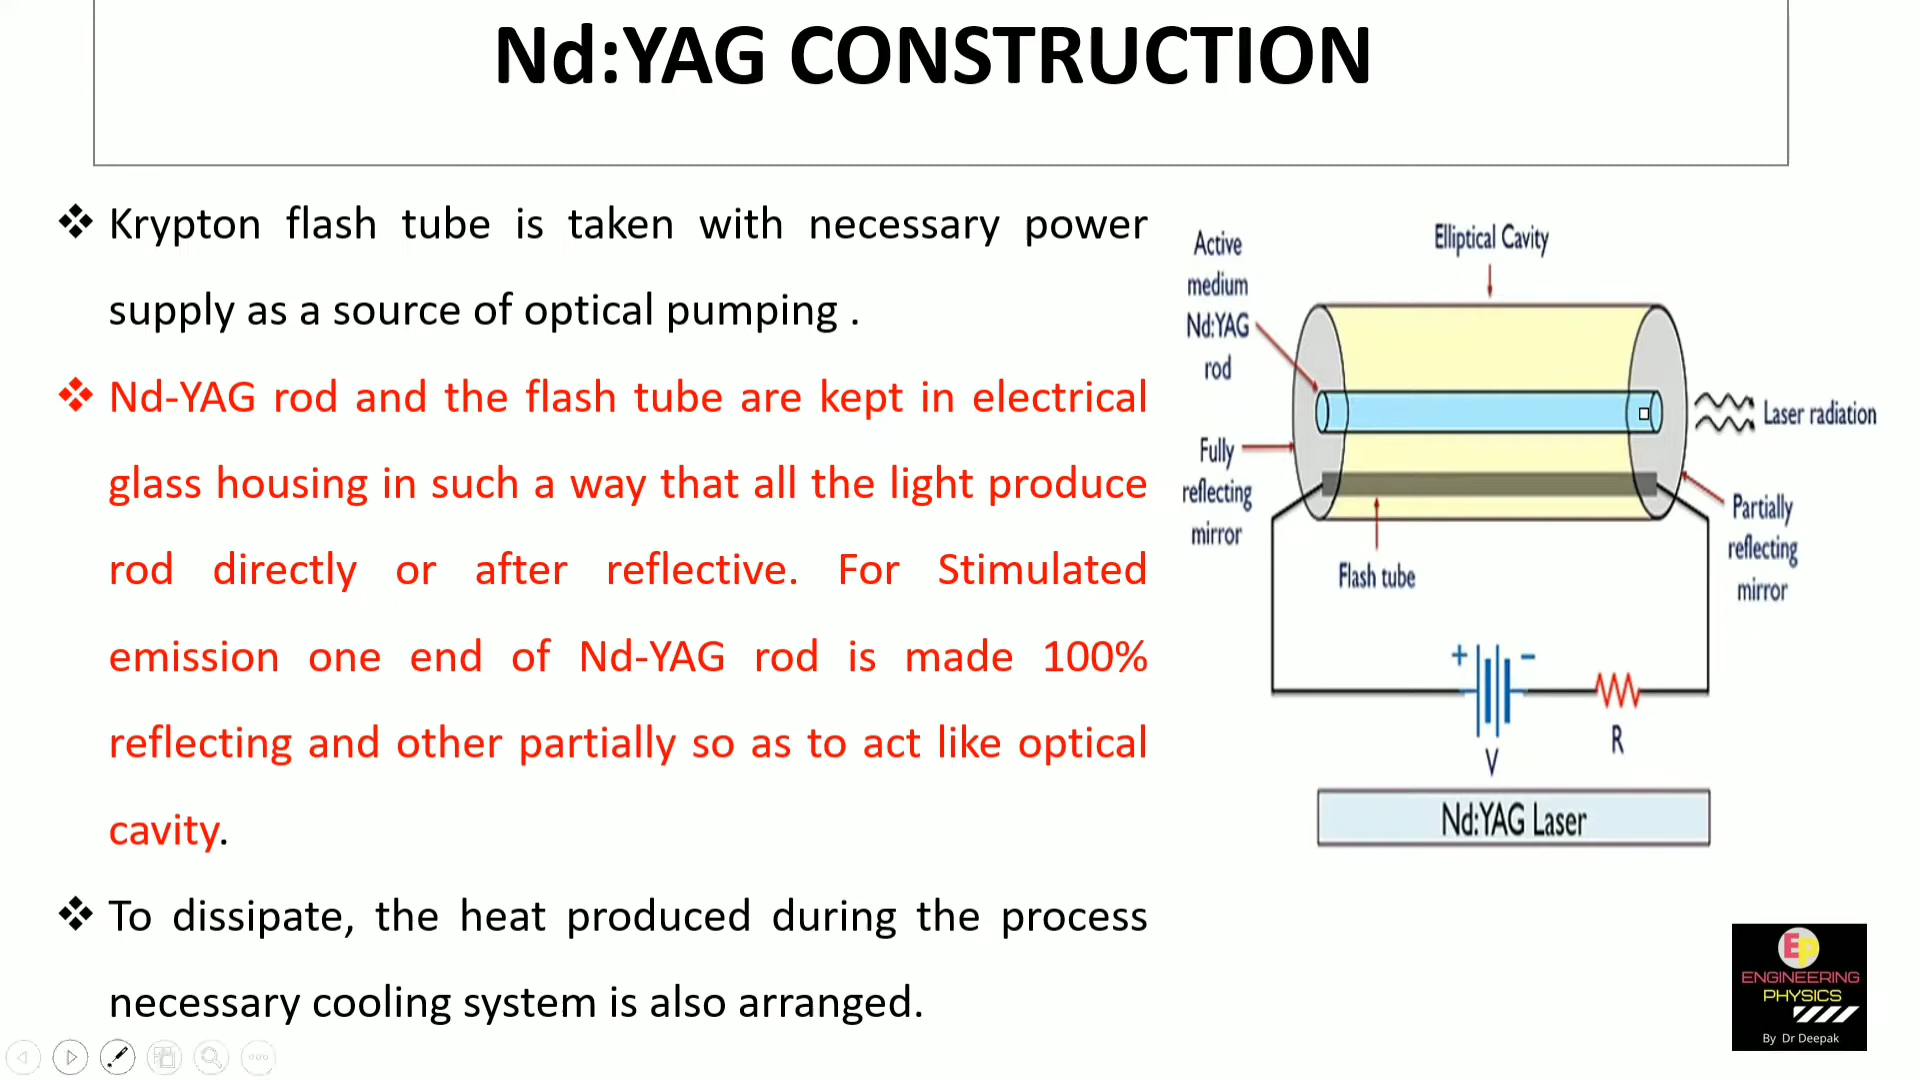 Nd:YAG CONSTRUCTION
❖ Krypton flash tube is taken with necessary power
supply as a source of optical pumping .
❖ Nd-YAG rod and the flash tube are kept in electrical
glass housing in such a way that all the light produce
rod directly or after reflective. For Stimulated
emission one end of Nd-YAG rod is made 100%
reflecting and other partially so as to act like optical
cavity.
❖ To dissipate, the heat produced during the process
necessary cooling system is also arranged.
Active
medium
Nd:YAG
rod
Elliptical Cavity
Laser radiation
Fully
reflecting
mirror
Partially
reflecting
mirror
Flash tube
+ −
V
R
Nd:YAG Laser
Ep
ENGINEERING
PHYSICS
By Dr Deepak